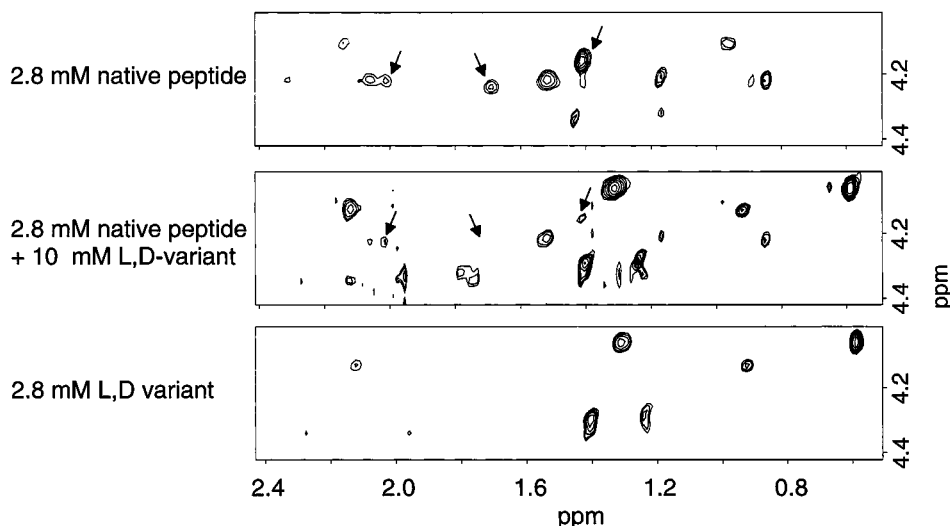 2.8 mM native peptide
4.2
4.4
2.8 mM native peptide
+ 10 mM L,D-variant
4.2
4.4
ppm
2.8 mM L,D variant
4.2
4.4
2.4 2.0 1.6 1.2 0.8
ppm